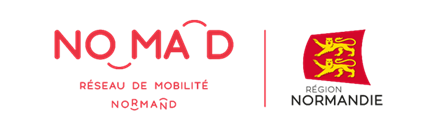 NOMAD
RÉSEAU DE MOBILITÉ
NORMAND
RÉGION
NORMANDIE